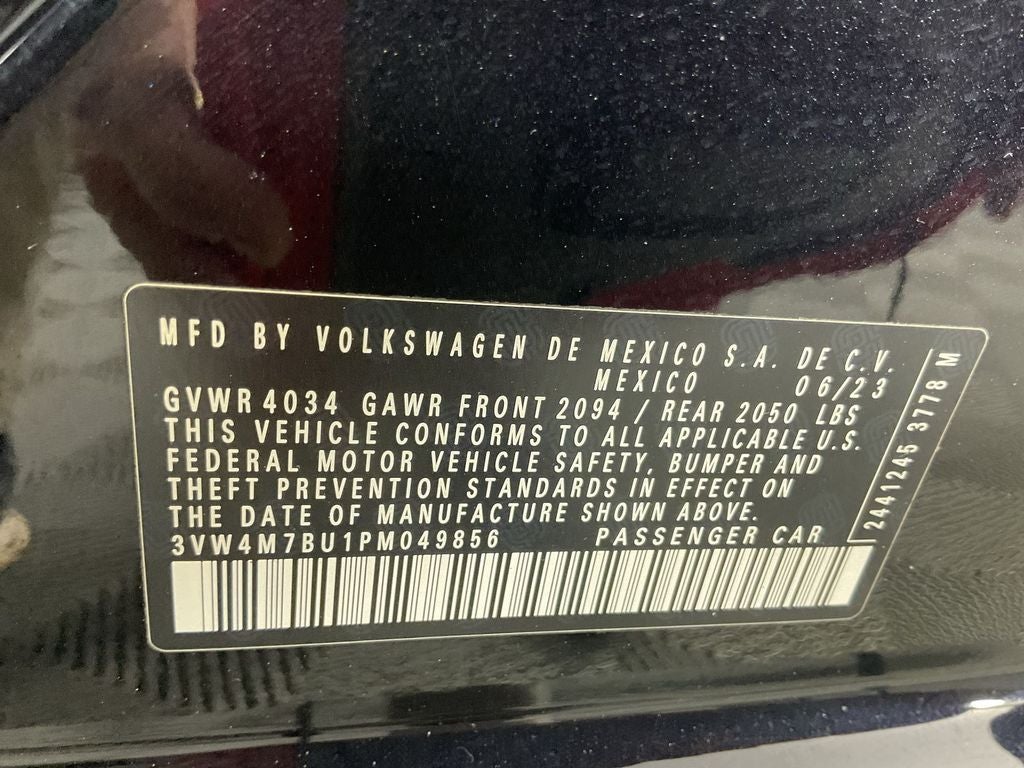 MFD BY VOLKSWAGEN DE MEXICO S.A. DE C.V.
MEXICO 06/23
GVWR 4034 GAWR FRONT 2094 / REAR 2050 LBS
THIS VEHICLE CONFORMS TO ALL APPLICABLE U.S.
FEDERAL MOTOR VEHICLE SAFETY, BUMPER AND
THEFT PREVENTION STANDARDS IN EFFECT ON
THE DATE OF MANUFACTURE SHOWN ABOVE.
3VW4M7BU1PM049856 PASSENGER CAR
2441245 3778 M